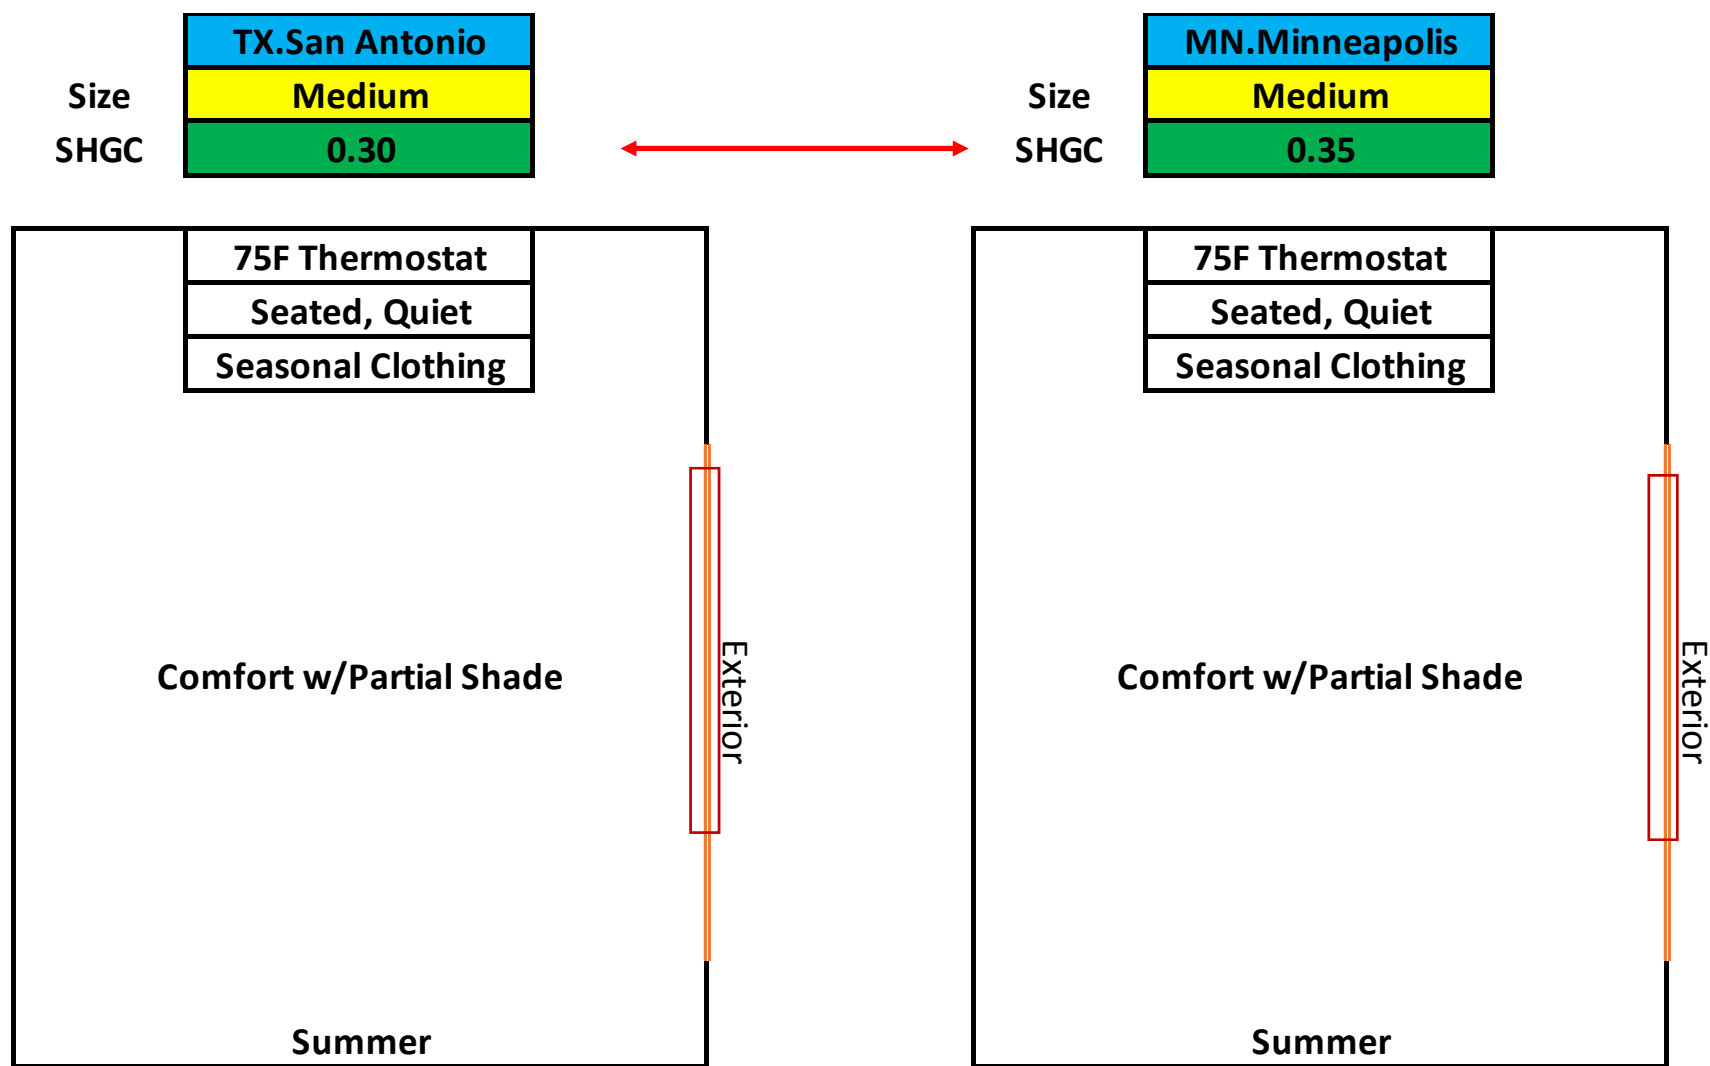 TX.San Antonio
Size Medium
SHGC 0.30
75F Thermostat
Seated, Quiet
Seasonal Clothing
Comfort w/Partial Shade
Exterior
Summer
MN.Minneapolis
Size Medium
SHGC 0.35
75F Thermostat
Seated, Quiet
Seasonal Clothing
Comfort w/Partial Shade
Exterior
Summer